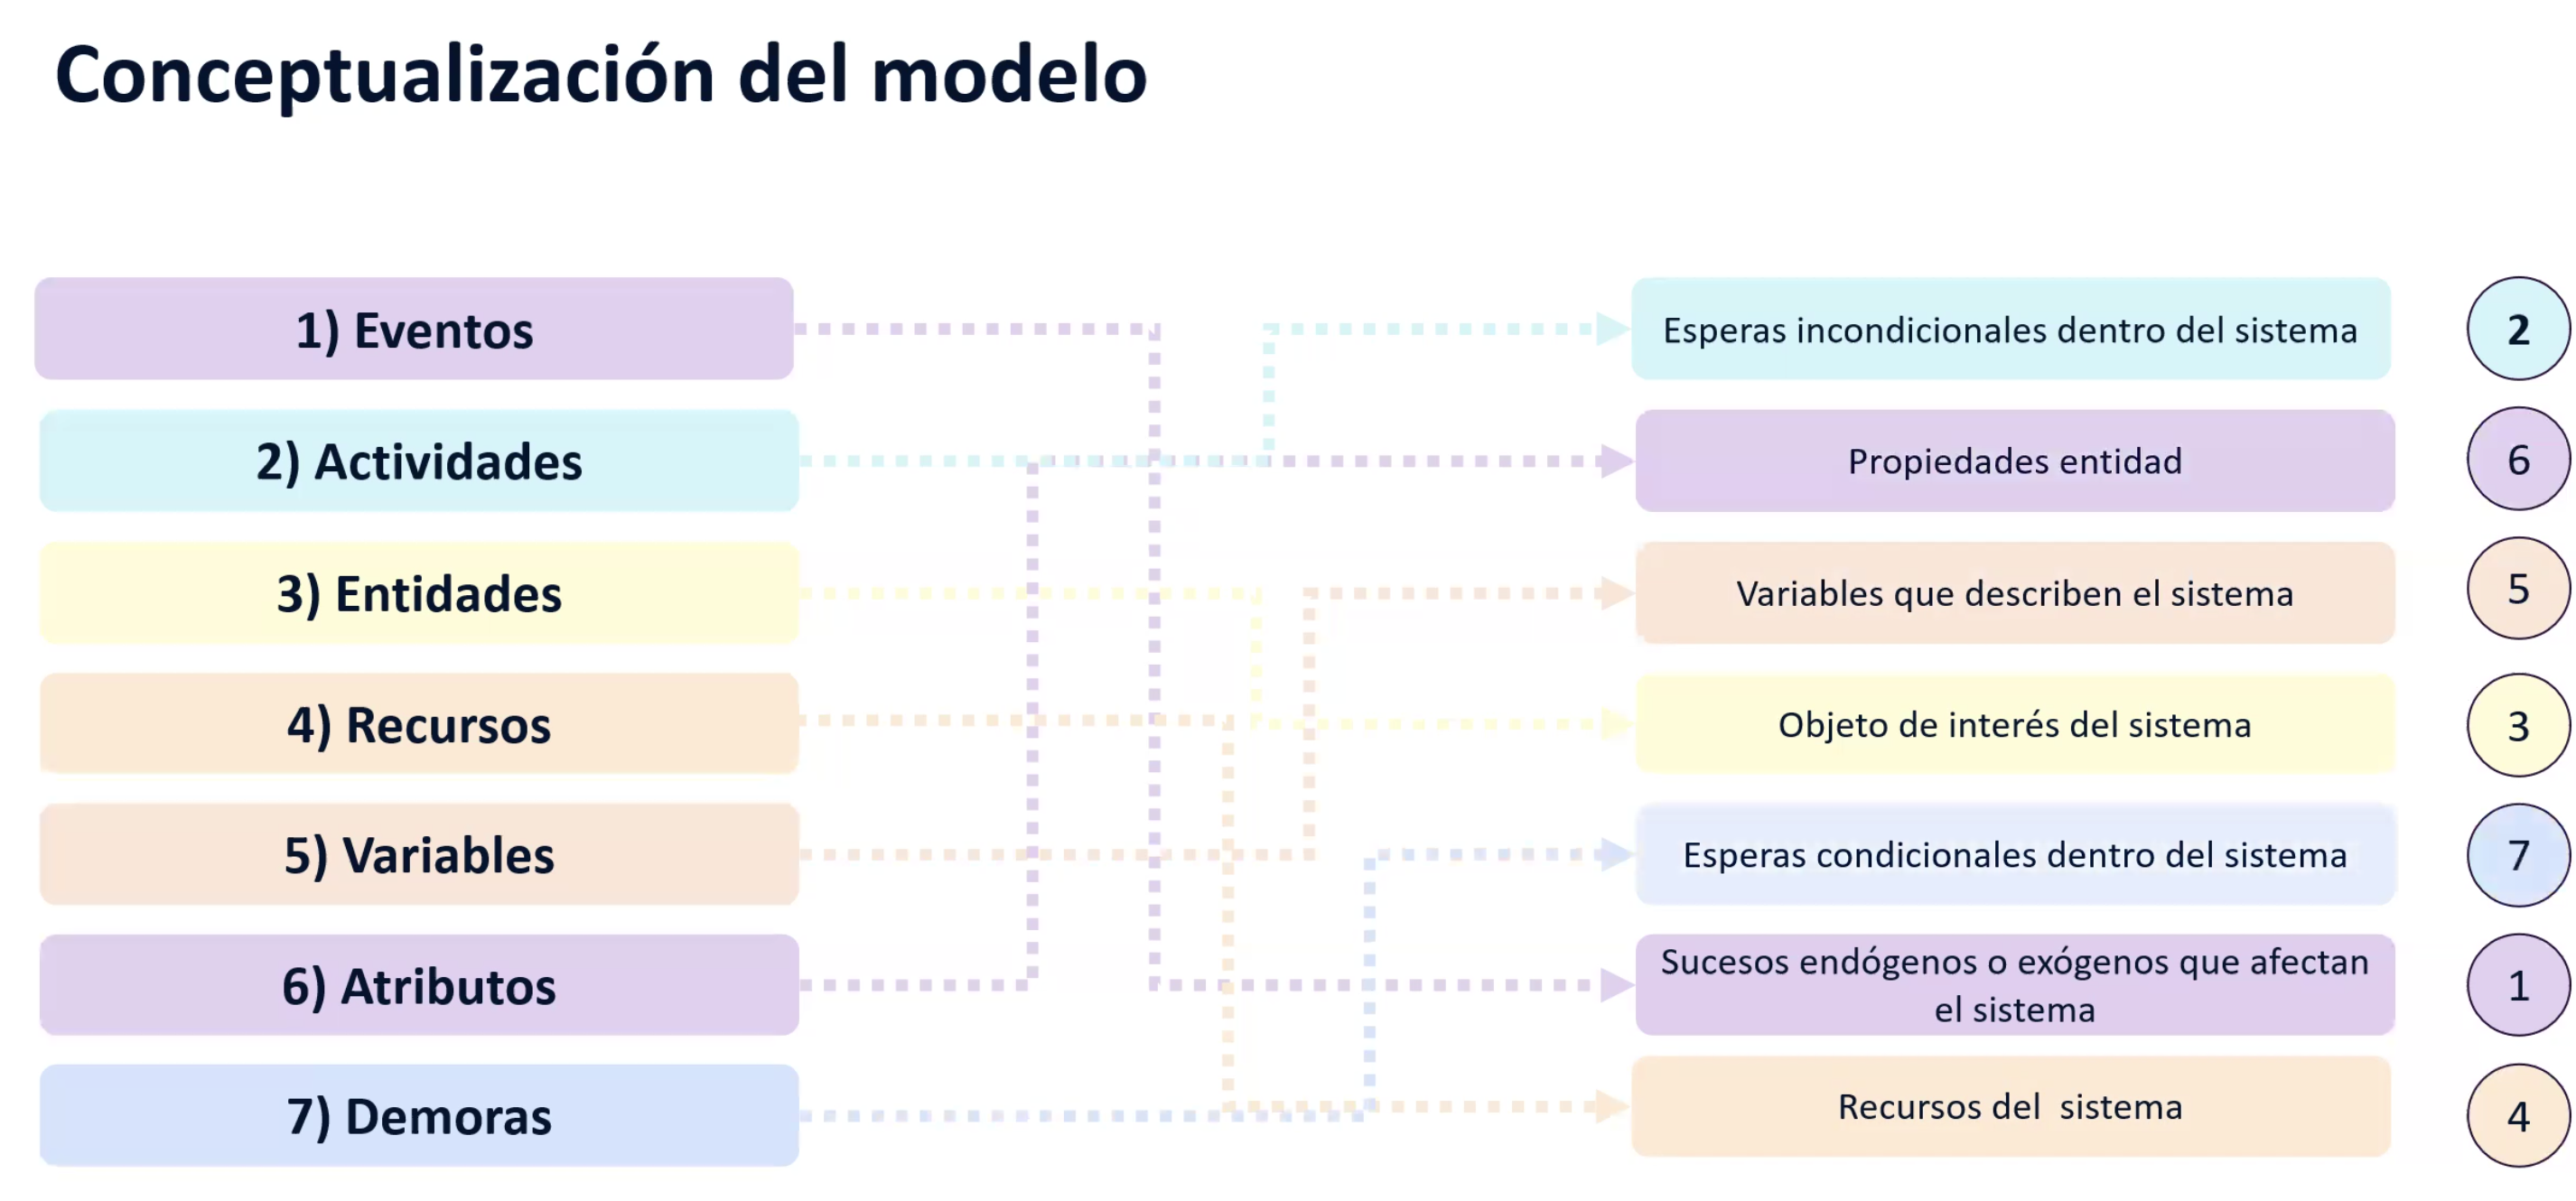 Conceptualización del modelo
1) Eventos
Esperas incondicionales dentro del sistema
2
2) Actividades
Propiedades entidad
6
3) Entidades
Variables que describen el sistema
5
4) Recursos
Objeto de interés del sistema
3
5) Variables
Esperas condicionales dentro del sistema
7
6) Atributos
Sucesos endógenos o exógenos que afectan
el sistema
1
7) Demoras
Recursos del sistema
4